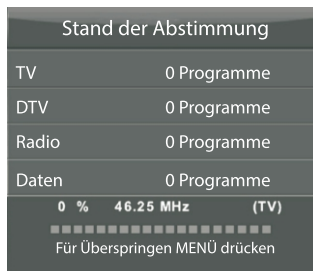 Stand der Abstimmung
TV 0 Programme
DTV 0 Programme
Radio 0 Programme
Daten 0 Programme
0 % 46.25 MHz (TV)
Für Überspringen MENÜ drücken